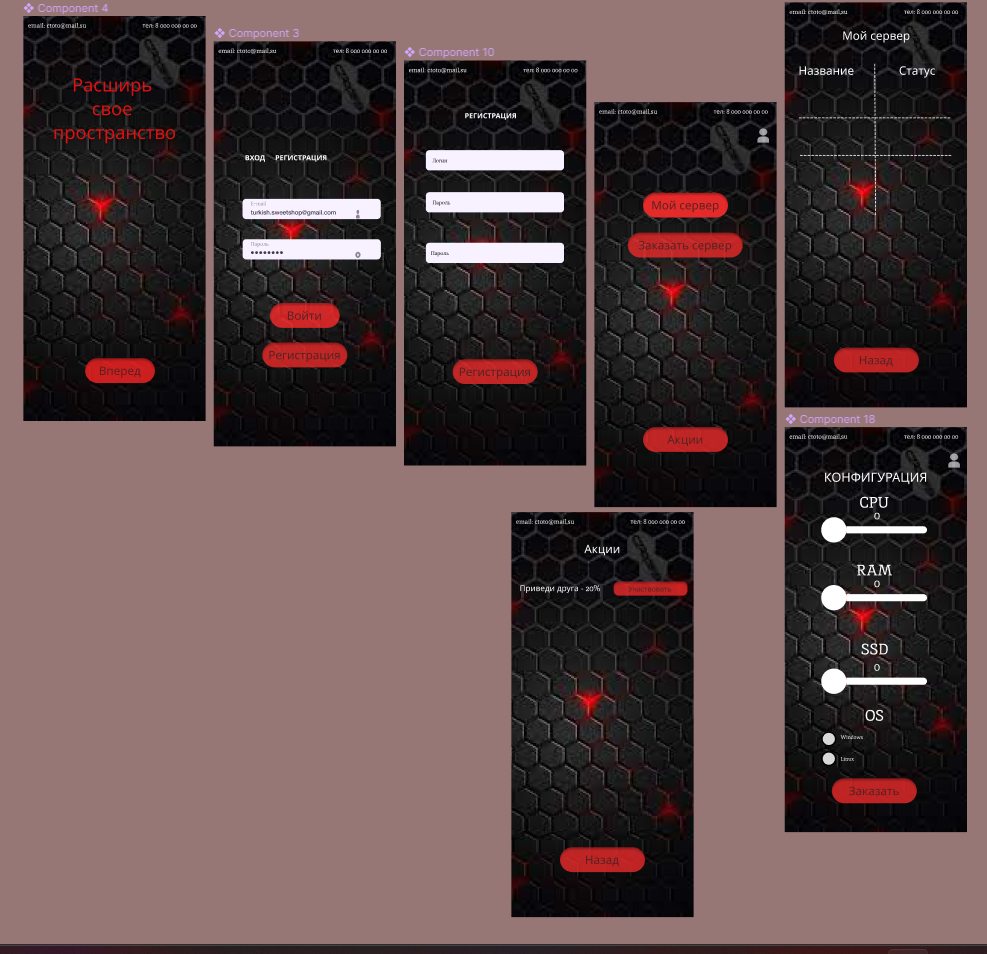 Component 4
email: ctoto@mail.su
тел: 8 000 000 00 00
Расширь
свое
пространство
Вперед
Component 3
email: ctoto@mail.su
тел: 8 000 000 00 00
ВХОД РЕГИСТРАЦИЯ
E-mail
turkish.sweetshop@gmail.com
Пароль
Войти
Регистрация
Component 10
email: ctoto@mail.su
тел: 8 000 000 00 00
РЕГИСТРАЦИЯ
Логин
Пароль
Пароль
Регистрация
email: ctoto@mail.su
тел: 8 000 000 00 00
Мой сервер
Заказать сервер
Акции
email: ctoto@mail.su
тел: 8 000 000 00 00
Мой сервер
Название Статус
Назад
email: ctoto@mail.su
тел: 8 000 000 00 00
Акции
Приведи друга - 20% Участвовать
Назад
Component 18
email: ctoto@mail.su
тел: 8 000 000 00 00
КОНФИГУРАЦИЯ
CPU
0
RAM
0
SSD
0
OS
Windows
Linux
Заказать